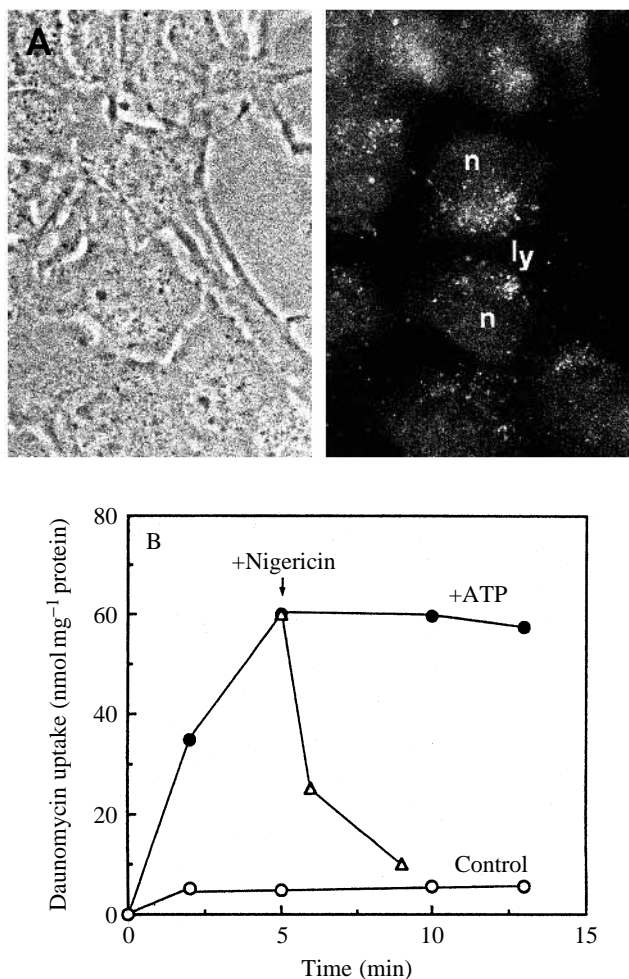 A
n
ly
n
80
B
+Nigericin
+ATP
60
40
20
Control
0
0
5
10
15
Daunomycin uptake (nmol mg⁻¹ protein)
Time (min)